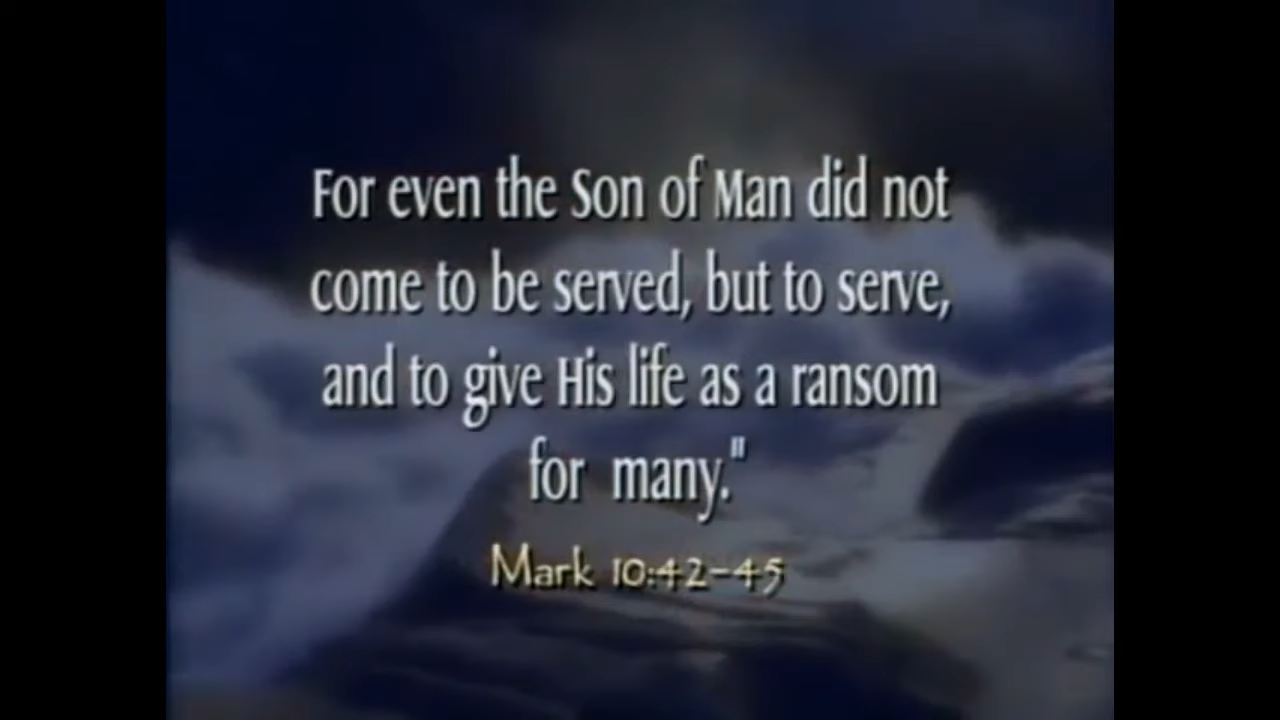 For even the Son of Man did not
come to be served, but to serve,
and to give His life as a ransom
for many."
Mark 10:42-45